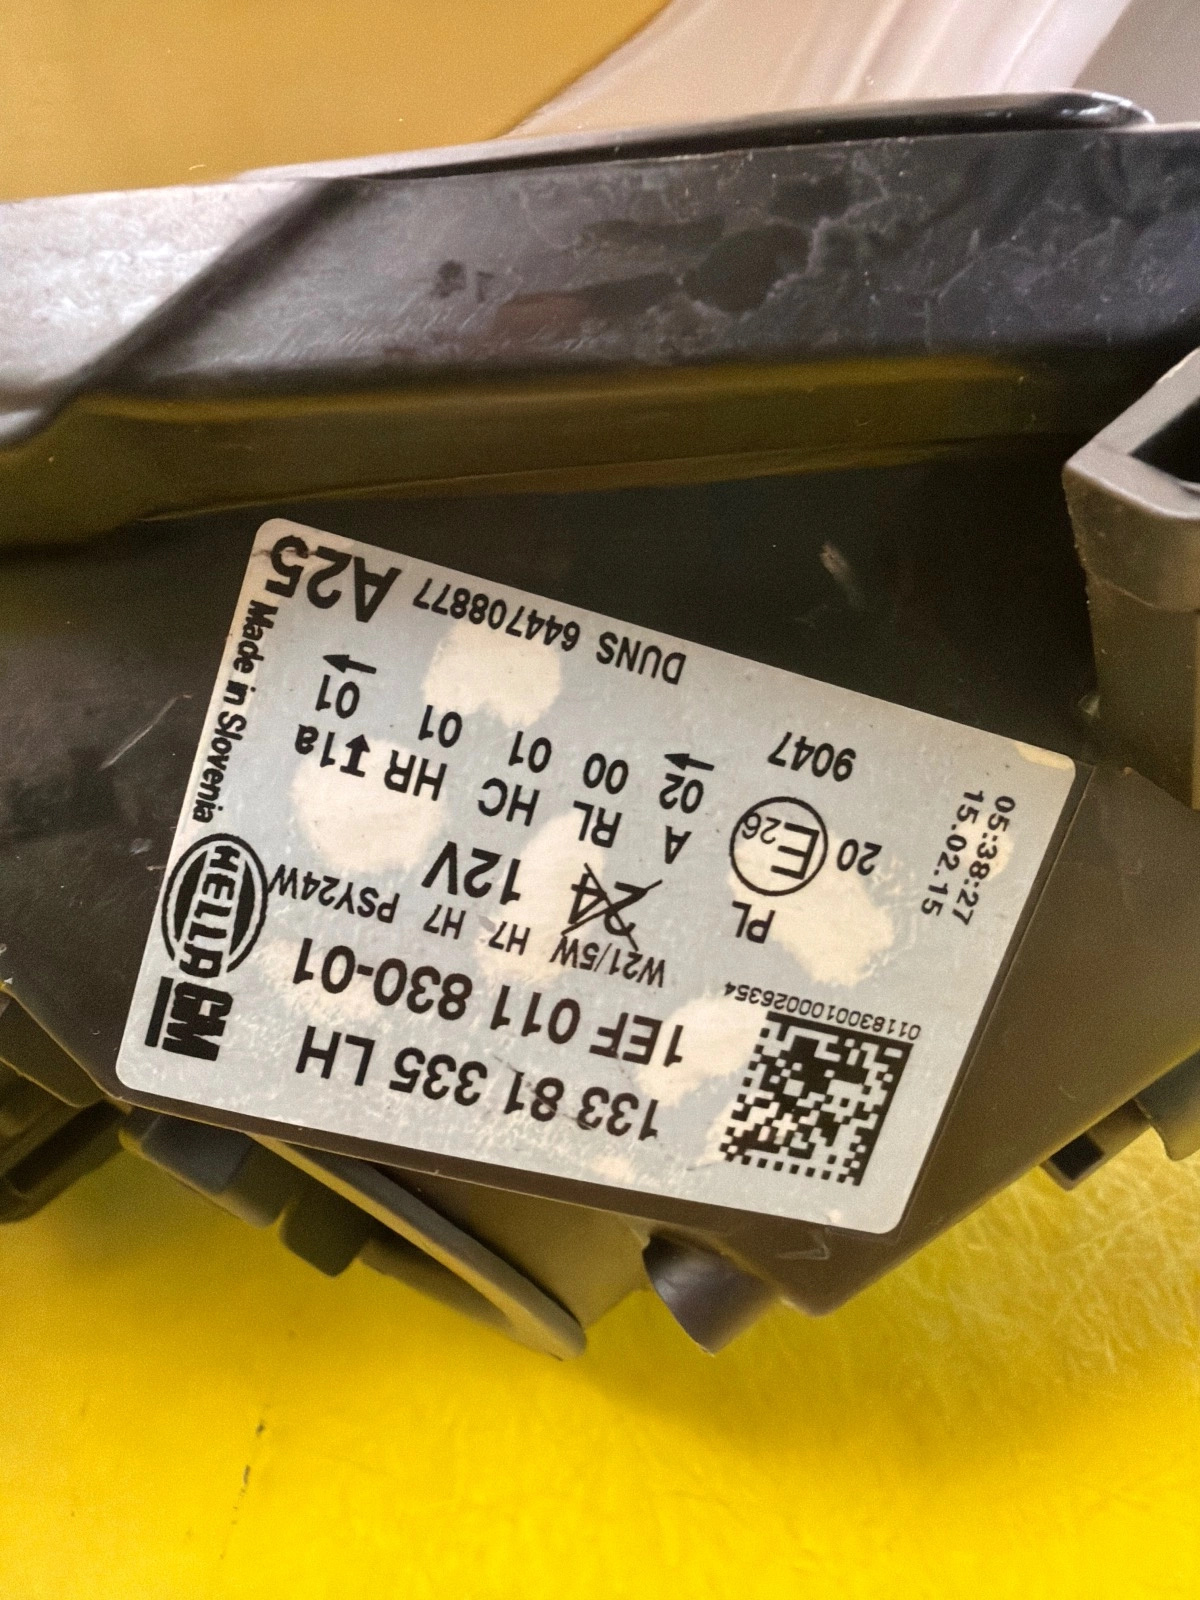 133 81 335 LH
1EF 011 830-01
W21/5W H7 H7 PSY24W
24 12V
A RL HC HR 1a
02 00 01 01 01
PL
20 E26
9047
DUNS 644708877
A25
Made in Slovenia
HELLA GM
0118300100026354
05:38:27
15.02.15